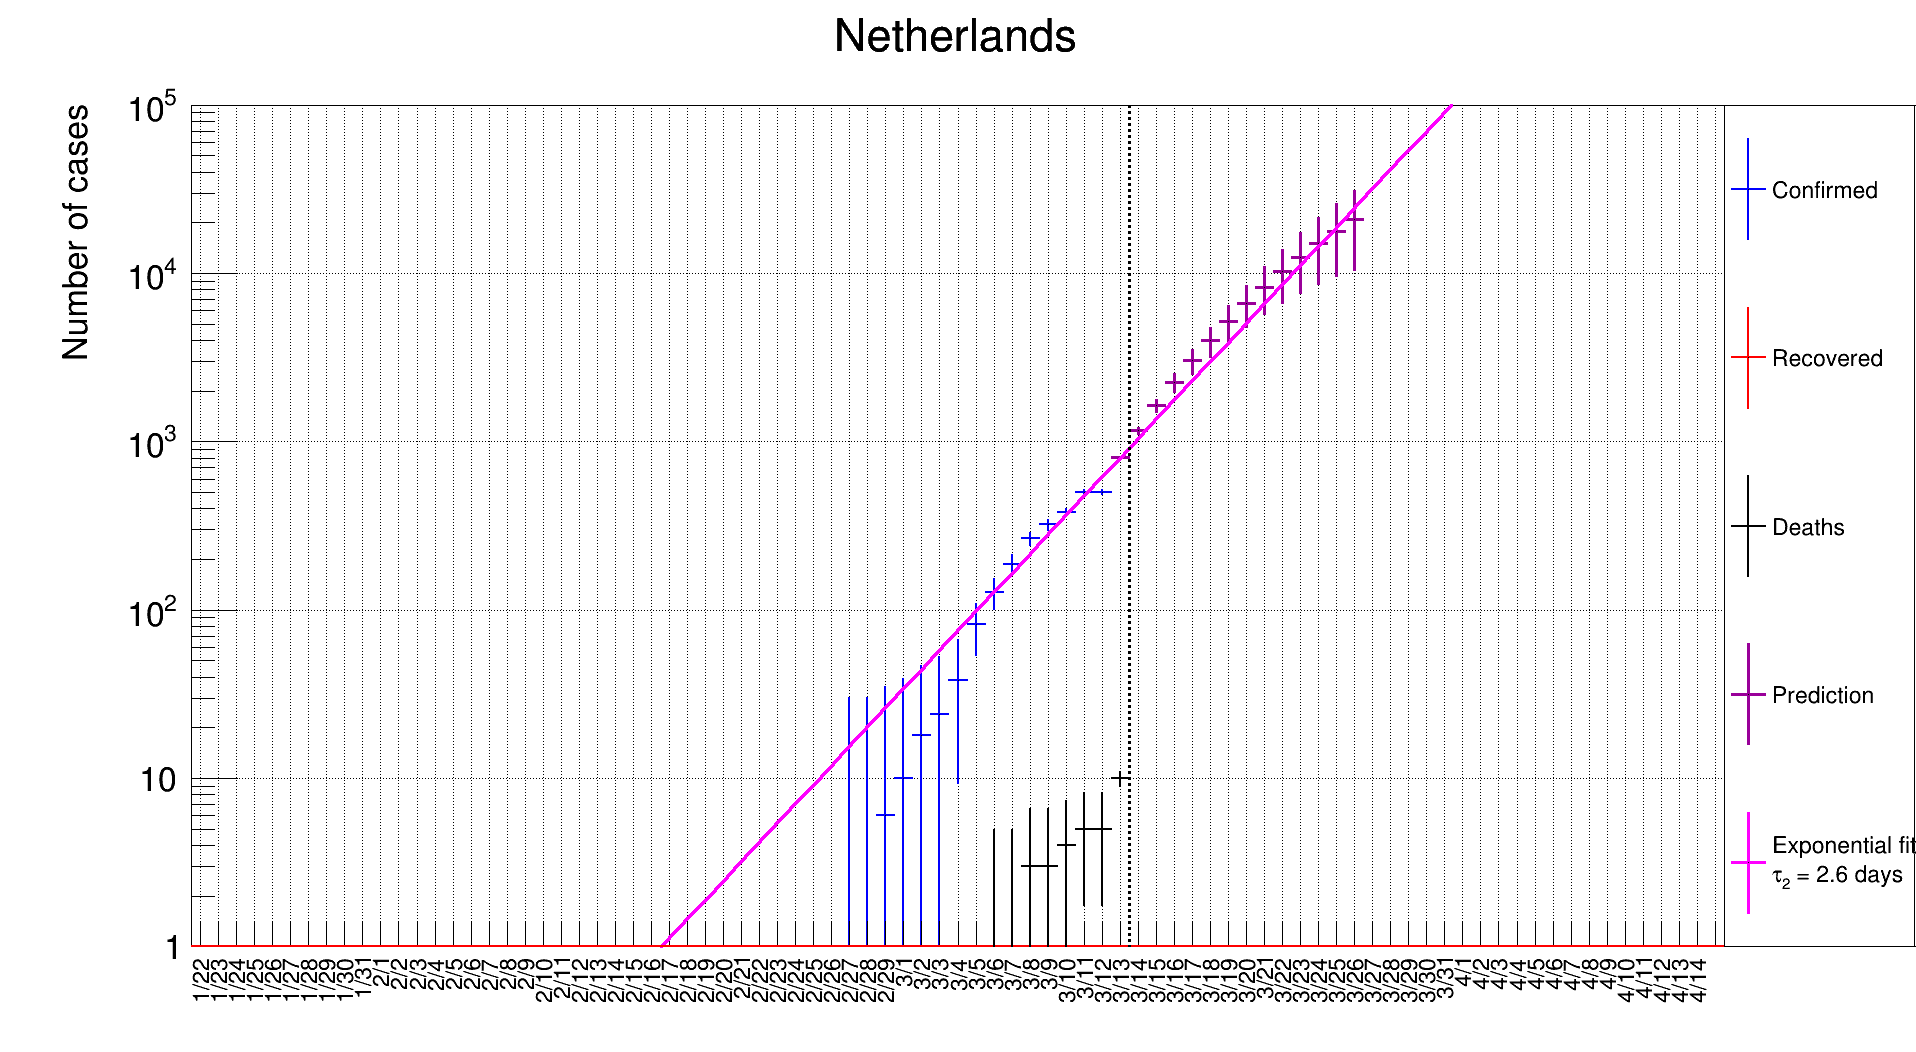 Netherlands
Number of cases
10⁵
10⁴
10³
10²
10
1
1/22 1/23 1/24 1/25 1/26 1/27 1/28 1/29 1/30 1/31 2/1 2/2 2/3 2/4 2/5 2/6 2/7 2/8 2/9 2/10 2/11 2/12 2/13 2/14 2/15 2/16 2/17 2/18 2/19 2/20 2/21 2/22 2/23 2/24 2/25 2/26 2/27 2/28 2/29 3/1 3/2 3/3 3/4 3/5 3/6 3/7 3/8 3/9 3/10 3/11 3/12 3/13 3/14 3/15 3/16 3/17 3/18 3/19 3/20 3/21 3/22 3/23 3/24 3/25 3/26 3/27 3/28 3/29 3/30 3/31 4/1 4/2 4/3 4/4 4/5 4/6 4/7 4/8 4/9 4/10 4/11 4/12 4/13 4/14
Confirmed
Recovered
Deaths
Prediction
Exponential fit
τ₂ = 2.6 days